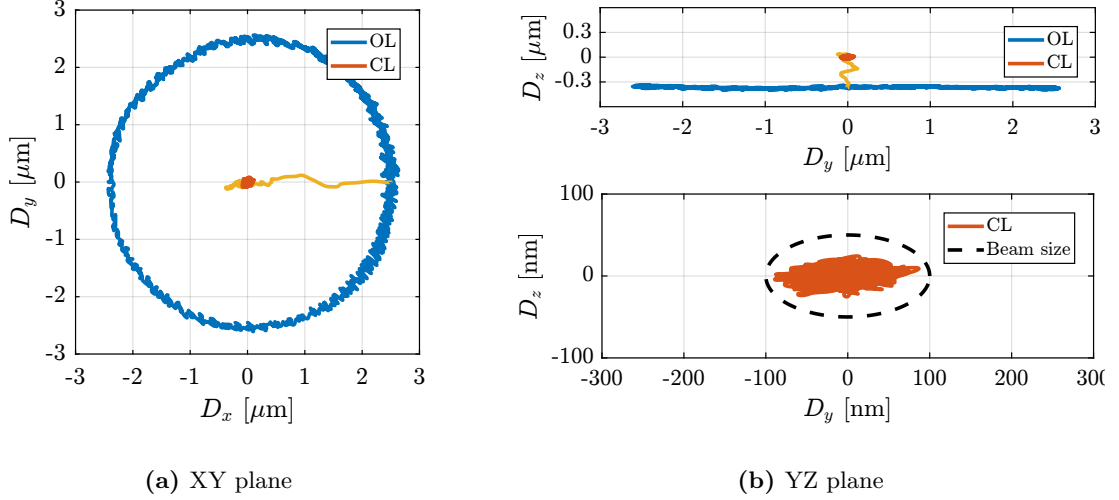 3
2
1
0
-1
-2
-3
-3
-2
-1
0
1
2
3
D_y [μm]
D_x [μm]
OL
CL
(a) XY plane
0.3
0
-0.3
-3
-2
-1
0
1
2
3
D_z [μm]
D_y [μm]
OL
CL
100
0
-100
-300
-200
-100
0
100
200
300
D_z [nm]
D_y [nm]
CL
Beam size
(b) YZ plane